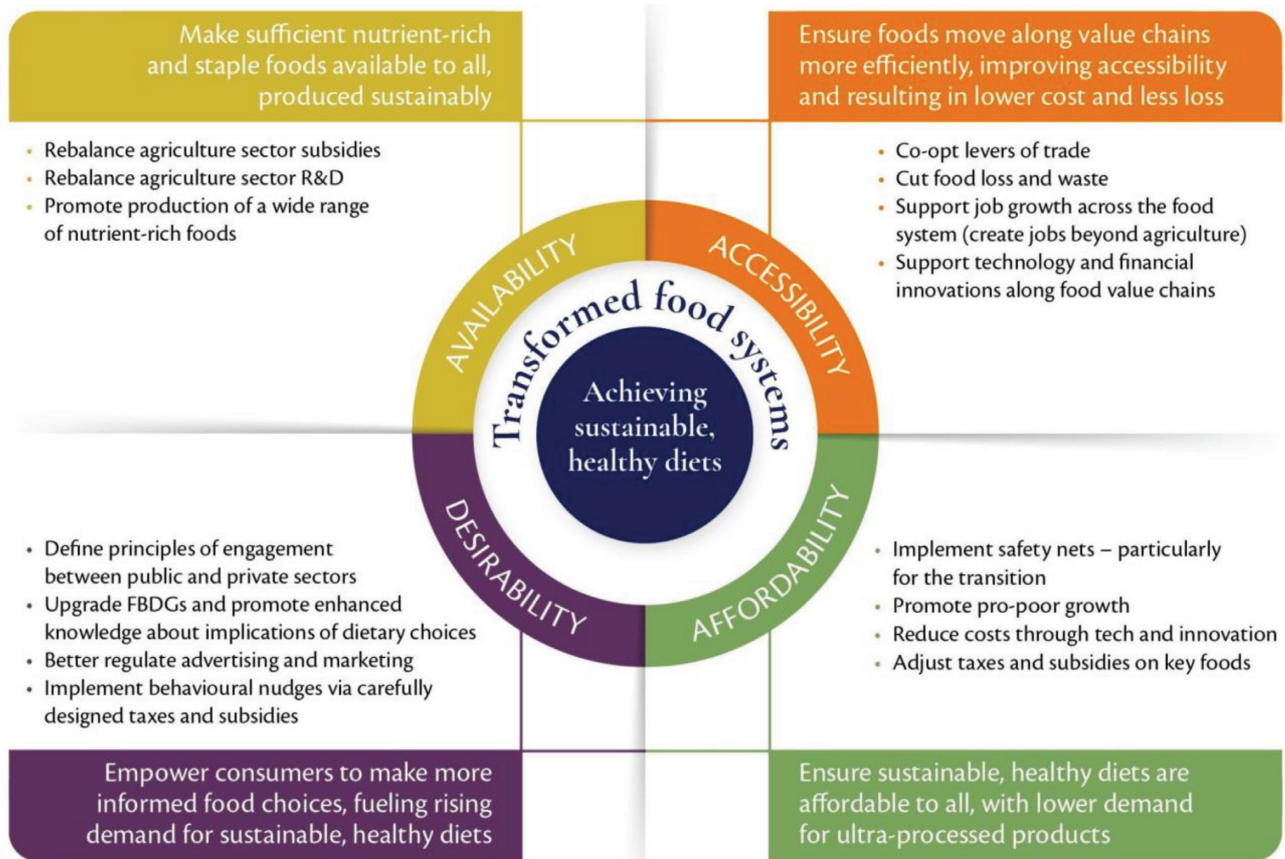 Make sufficient nutrient-rich
and staple foods available to all,
produced sustainably
• Rebalance agriculture sector subsidies
• Rebalance agriculture sector R&D
• Promote production of a wide range
of nutrient-rich foods
Ensure foods move along value chains
more efficiently, improving accessibility
and resulting in lower cost and less loss
• Co-opt levers of trade
• Cut food loss and waste
• Support job growth across the food
system (create jobs beyond agriculture)
• Support technology and financial
innovations along food value chains
AVAILABILITY
ACCESSIBILITY
Transformed food systems
Achieving
sustainable,
healthy diets
DESIRABILITY
AFFORDABILITY
• Define principles of engagement
between public and private sectors
• Upgrade FBDGs and promote enhanced
knowledge about implications of dietary choices
• Better regulate advertising and marketing
• Implement behavioural nudges via carefully
designed taxes and subsidies
Empower consumers to make more
informed food choices, fueling rising
demand for sustainable, healthy diets
• Implement safety nets – particularly
for the transition
• Promote pro-poor growth
• Reduce costs through tech and innovation
• Adjust taxes and subsidies on key foods
Ensure sustainable, healthy diets are
affordable to all, with lower demand
for ultra-processed products